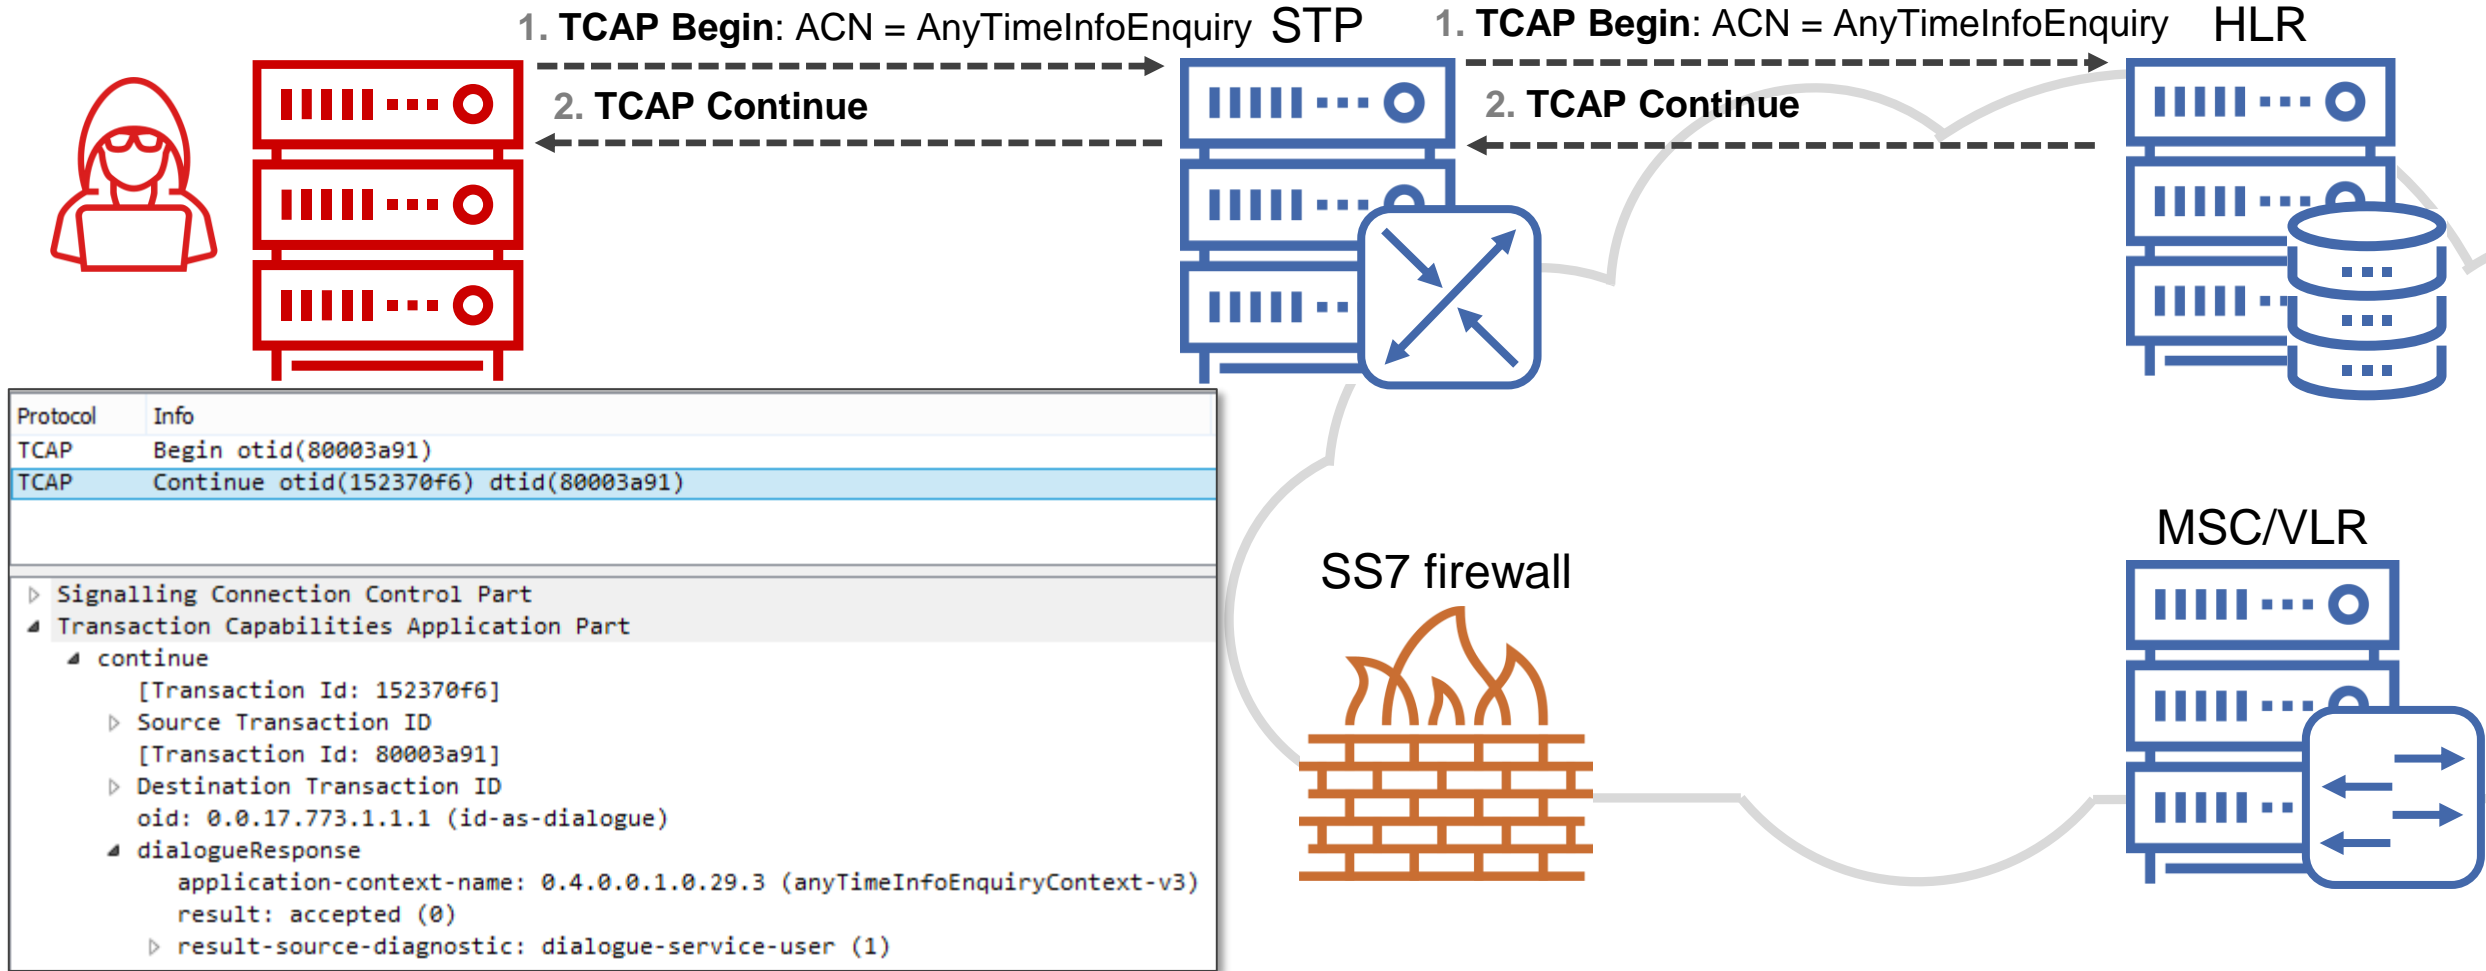 1. TCAP Begin: ACN = AnyTimeInfoEnquiry
STP
1. TCAP Begin: ACN = AnyTimeInfoEnquiry
HLR
2. TCAP Continue
2. TCAP Continue
Protocol Info
TCAP Begin otid(80003a91)
TCAP Continue otid(152370f6) dtid(80003a91)
Signalling Connection Control Part
Transaction Capabilities Application Part
continue
[Transaction Id: 152370f6]
Source Transaction ID
[Transaction Id: 80003a91]
Destination Transaction ID
oid: 0.0.17.773.1.1.1 (id-as-dialogue)
dialogueResponse
application-context-name: 0.4.0.0.1.0.29.3 (anyTimeInfoEnquiryContext-v3)
result: accepted (0)
result-source-diagnostic: dialogue-service-user (1)
SS7 firewall
MSC/VLR